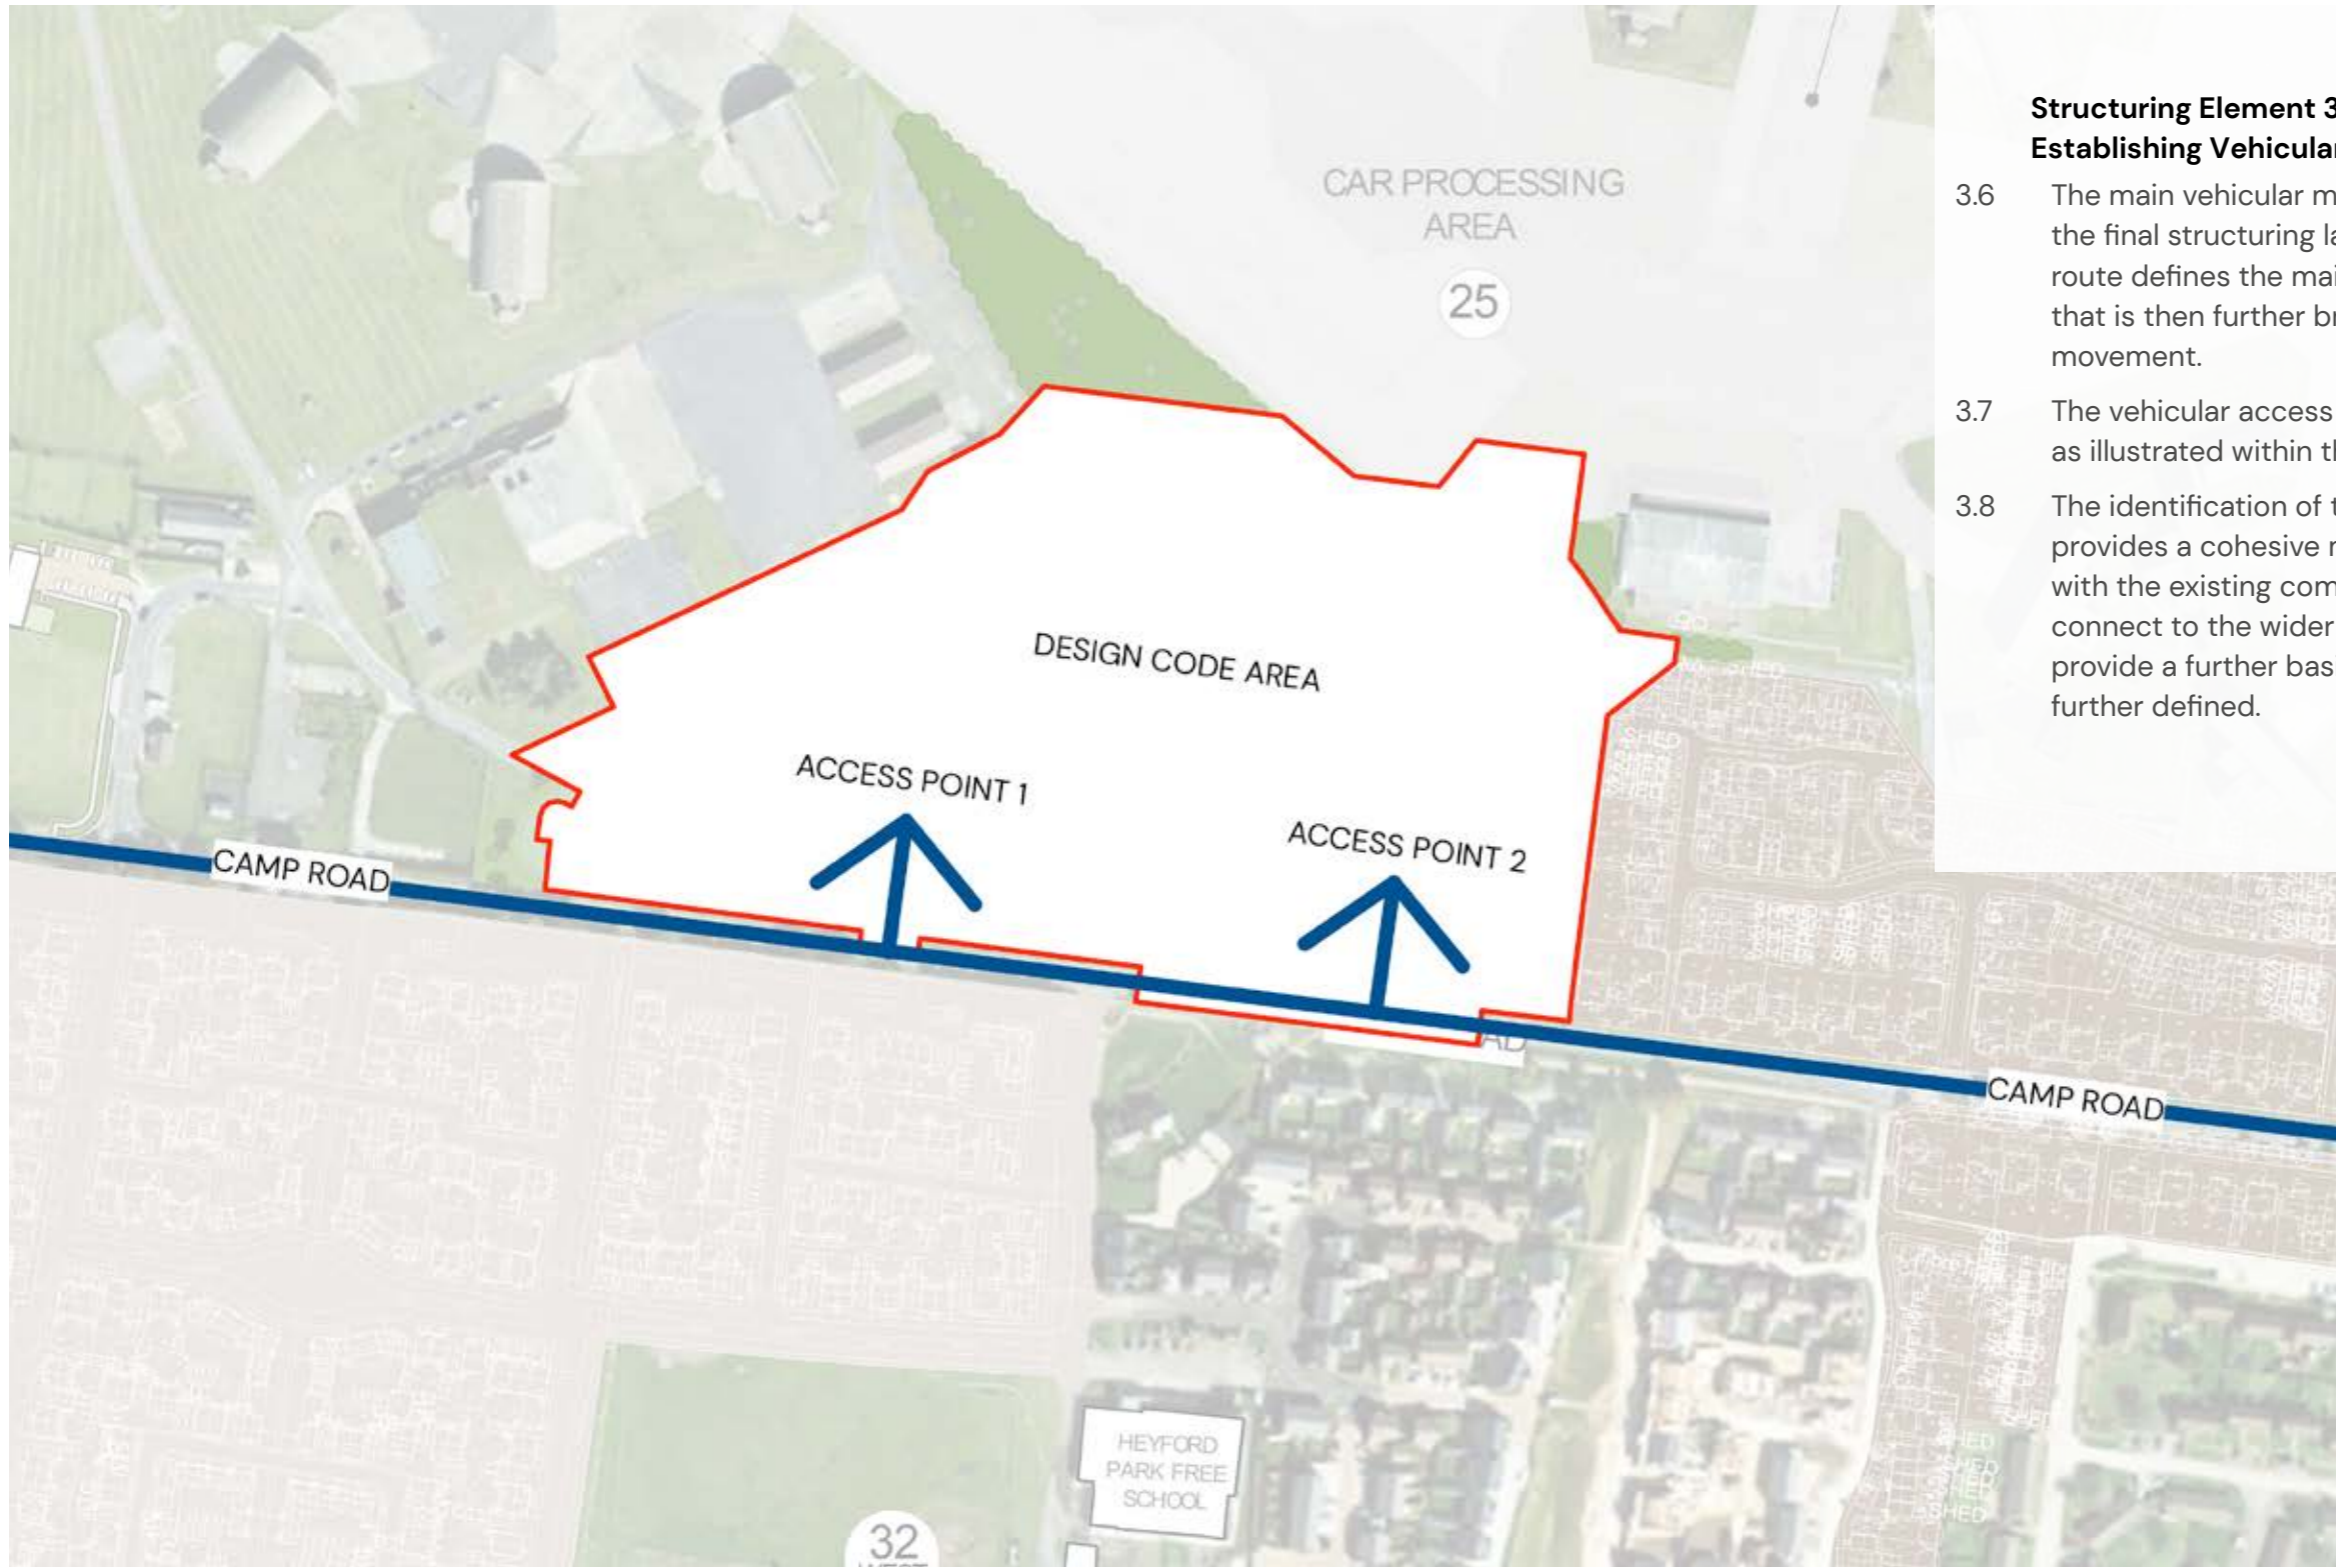 CAR PROCESSING
AREA
25
DESIGN CODE AREA
ACCESS POINT 1
ACCESS POINT 2
CAMP ROAD
CAMP ROAD
HEYFORD
PARK FREE
SCHOOL
32
Structuring Element 3
Establishing Vehicular
3.6 The main vehicular m
the final structuring la
route defines the mai
that is then further br
movement.
3.7 The vehicular access
as illustrated within th
3.8 The identification of t
provides a cohesive r
with the existing com
connect to the wider
provide a further basi
further defined.